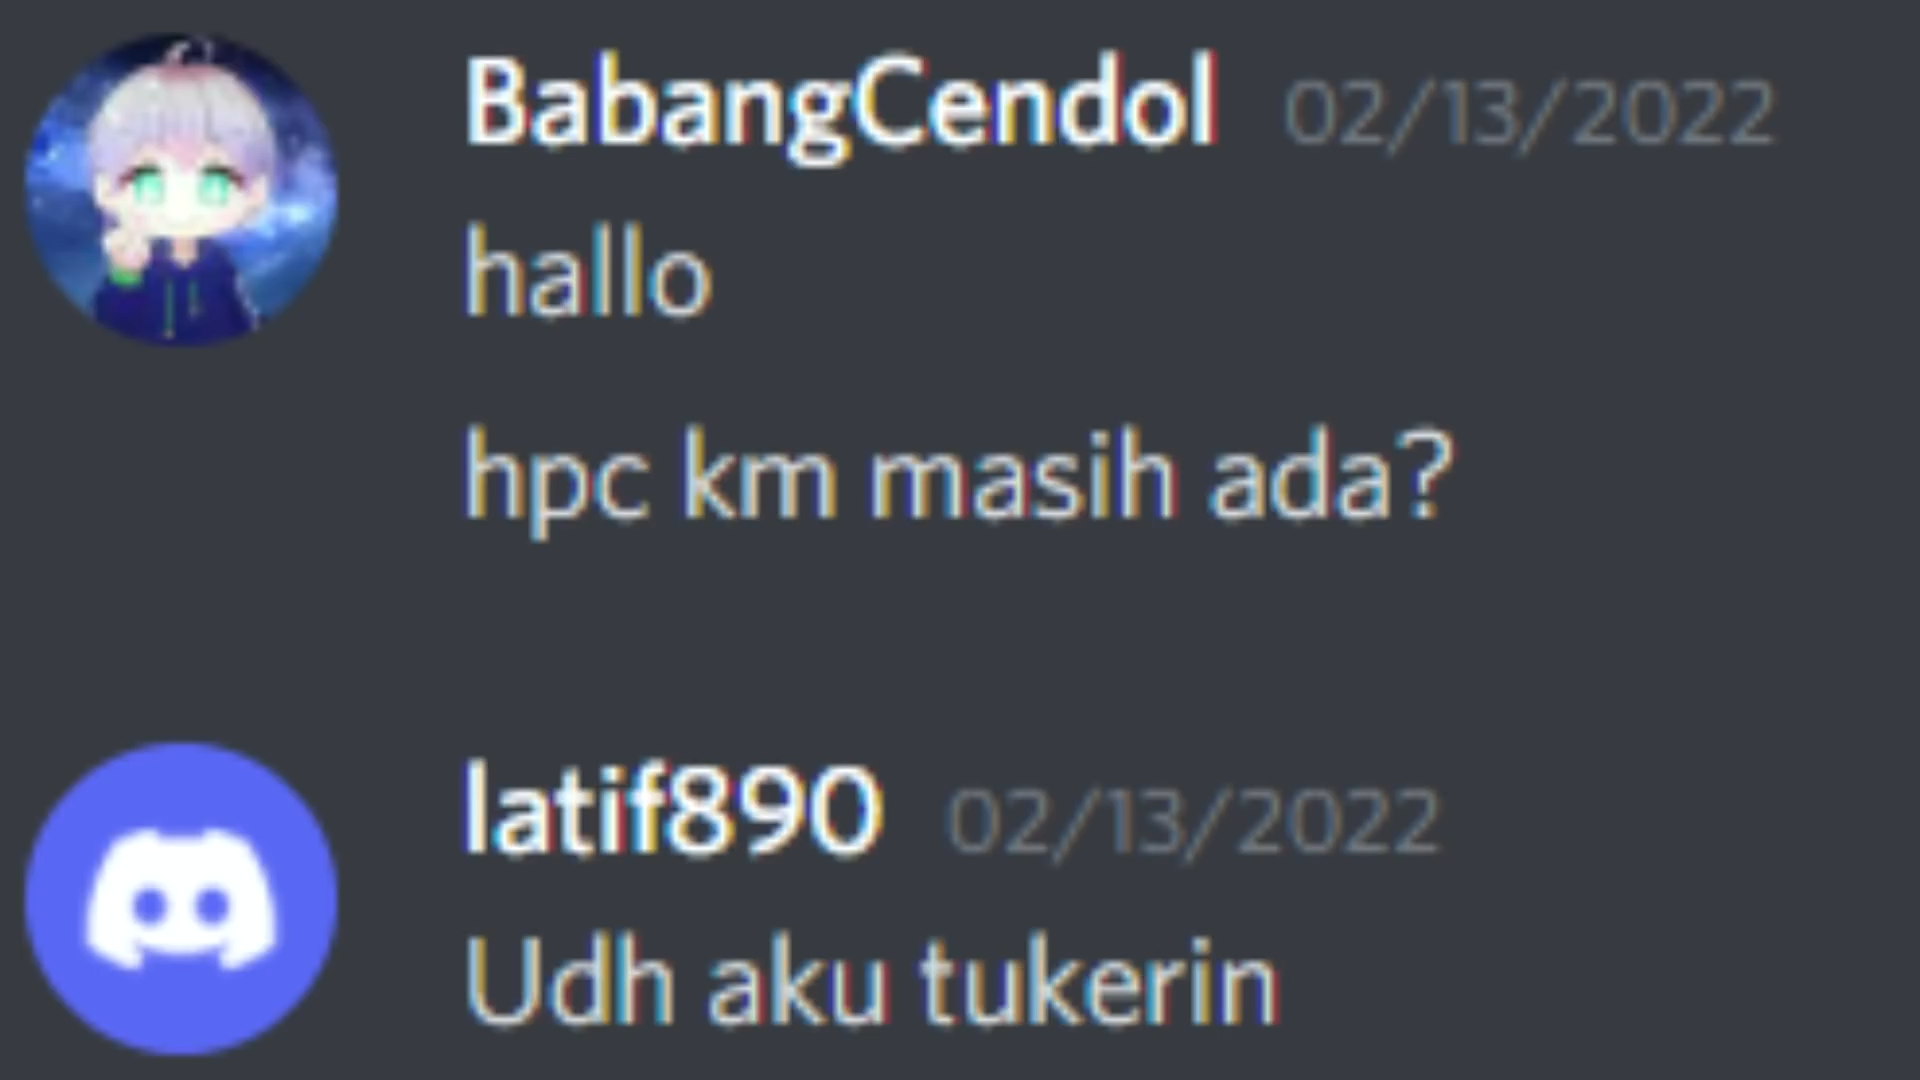 BabangCendol 02/13/2022
hallo
hpc km masih ada?
latif890 02/13/2022
Udh aku tukerin